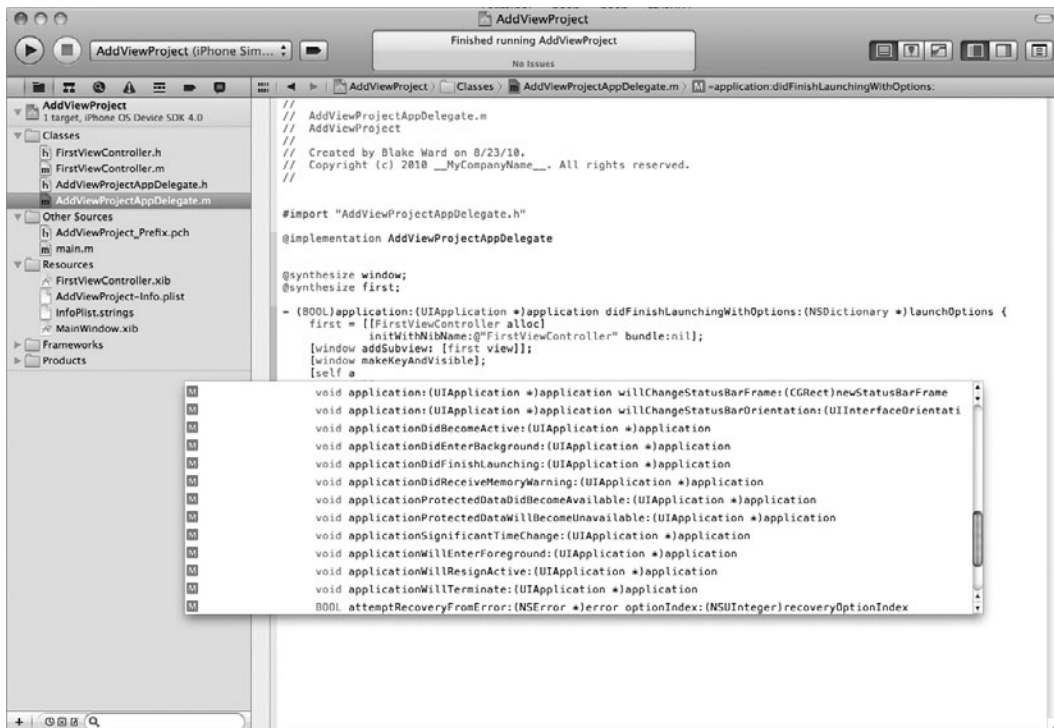 AddViewProject
AddViewProject (iPhone Sim...
Finished running AddViewProject
No Issues
AddViewProject
Classes
AddViewProjectAppDelegate.m
M -application:didFinishLaunchingWithOptions:
AddViewProject
1 target, iPhone OS Device SDK 4.0
Classes
h FirstViewController.h
m FirstViewController.m
h AddViewProjectAppDelegate.h
m AddViewProjectAppDelegate.m
Other Sources
h AddViewProject_Prefix.pch
m main.m
Resources
FirstViewController.xib
AddViewProject-Info.plist
InfoPlist.strings
MainWindow.xib
Frameworks
Products
//
// AddViewProjectAppDelegate.m
// AddViewProject
//
// Created by Blake Ward on 8/23/10.
// Copyright (c) 2010 __MyCompanyName__. All rights reserved.
//
#import "AddViewProjectAppDelegate.h"
@implementation AddViewProjectAppDelegate
@synthesize window;
@synthesize first;
- (BOOL)application:(UIApplication *)application didFinishLaunchingWithOptions:(NSDictionary *)launchOptions {
first = [[FirstViewController alloc]
initWithNibName:@"FirstViewController" bundle:nil];
[window addSubview: [first view]];
[window makeKeyAndVisible];
[self a
M void application:(UIApplication *)application willChangeStatusBarFrame:(CGRect)newStatusBarFrame
M void application:(UIApplication *)application willChangeStatusBarOrientation:(UIInterfaceOrientati
M void applicationDidBecomeActive:(UIApplication *)application
M void applicationDidEnterBackground:(UIApplication *)application
M void applicationDidFinishLaunching:(UIApplication *)application
M void applicationDidReceiveMemoryWarning:(UIApplication *)application
M void applicationProtectedDataDidBecomeAvailable:(UIApplication *)application
M void applicationProtectedDataWillBecomeUnavailable:(UIApplication *)application
M void applicationSignificantTimeChange:(UIApplication *)application
M void applicationWillEnterForeground:(UIApplication *)application
M void applicationWillResignActive:(UIApplication *)application
M void applicationWillTerminate:(UIApplication *)application
M BOOL attemptRecoveryFromError:(NSError *)error optionIndex:(NSUInteger)recoveryOptionIndex